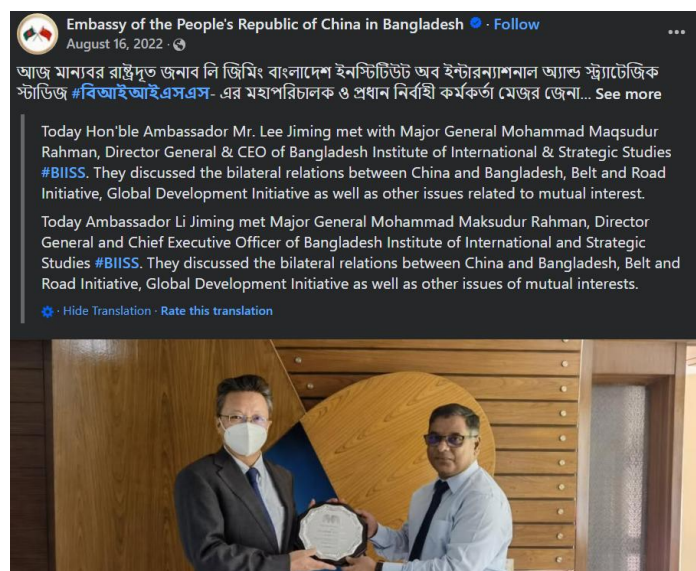 Embassy of the People's Republic of China in Bangladesh · Follow
August 16, 2022 ·
আজ মান্যবর রাষ্ট্রদূত জনাব লি জিমিং বাংলাদেশ ইনস্টিটিউট অব ইন্টারন্যাশনাল অ্যান্ড স্ট্র্যাটেজিক
স্টাডিজ #বিআইআইএসএস- এর মহাপরিচালক ও প্রধান নির্বাহী কর্মকর্তা মেজর জেনা... See more
Today Hon'ble Ambassador Mr. Lee Jiming met with Major General Mohammad Maqsudur
Rahman, Director General & CEO of Bangladesh Institute of International & Strategic Studies
#BIISS. They discussed the bilateral relations between China and Bangladesh, Belt and Road
Initiative, Global Development Initiative as well as other issues related to mutual interest.
Today Ambassador Li Jiming met Major General Mohammad Maksudur Rahman, Director
General and Chief Executive Officer of Bangladesh Institute of International and Strategic
Studies #BIISS. They discussed the bilateral relations between China and Bangladesh, Belt and
Road Initiative, Global Development Initiative as well as other issues of mutual interests.
· Hide Translation · Rate this translation